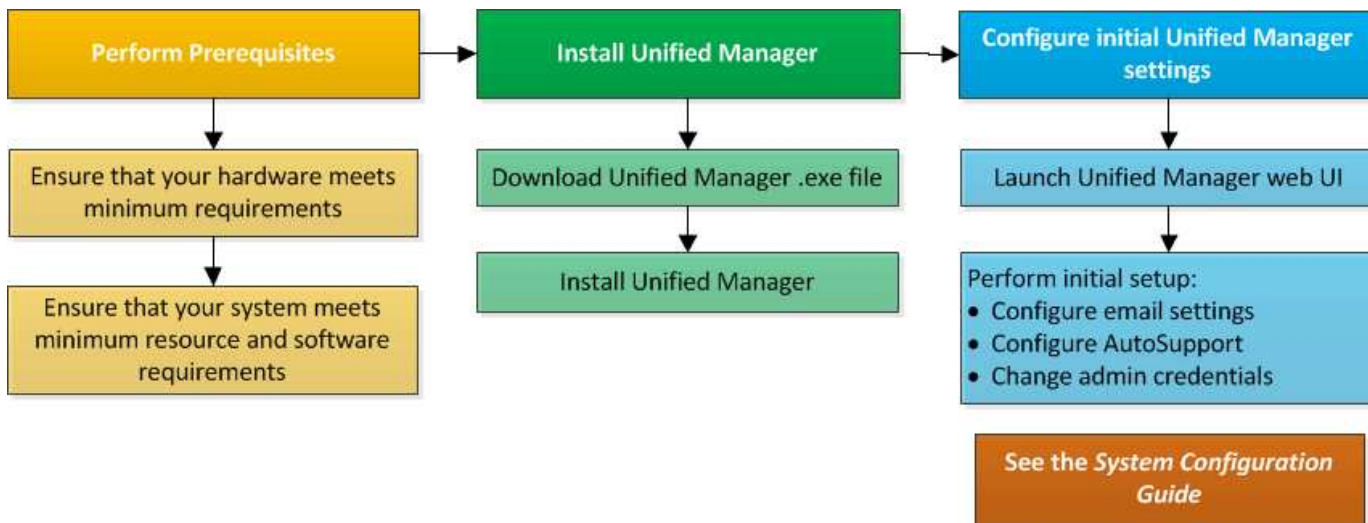 Perform Prerequisites
Install Unified Manager
Configure initial Unified Manager
settings
Ensure that your hardware meets
minimum requirements
Download Unified Manager .exe file
Launch Unified Manager web UI
Ensure that your system meets
minimum resource and software
requirements
Install Unified Manager
Perform initial setup:
• Configure email settings
• Configure AutoSupport
• Change admin credentials
See the System Configuration
Guide